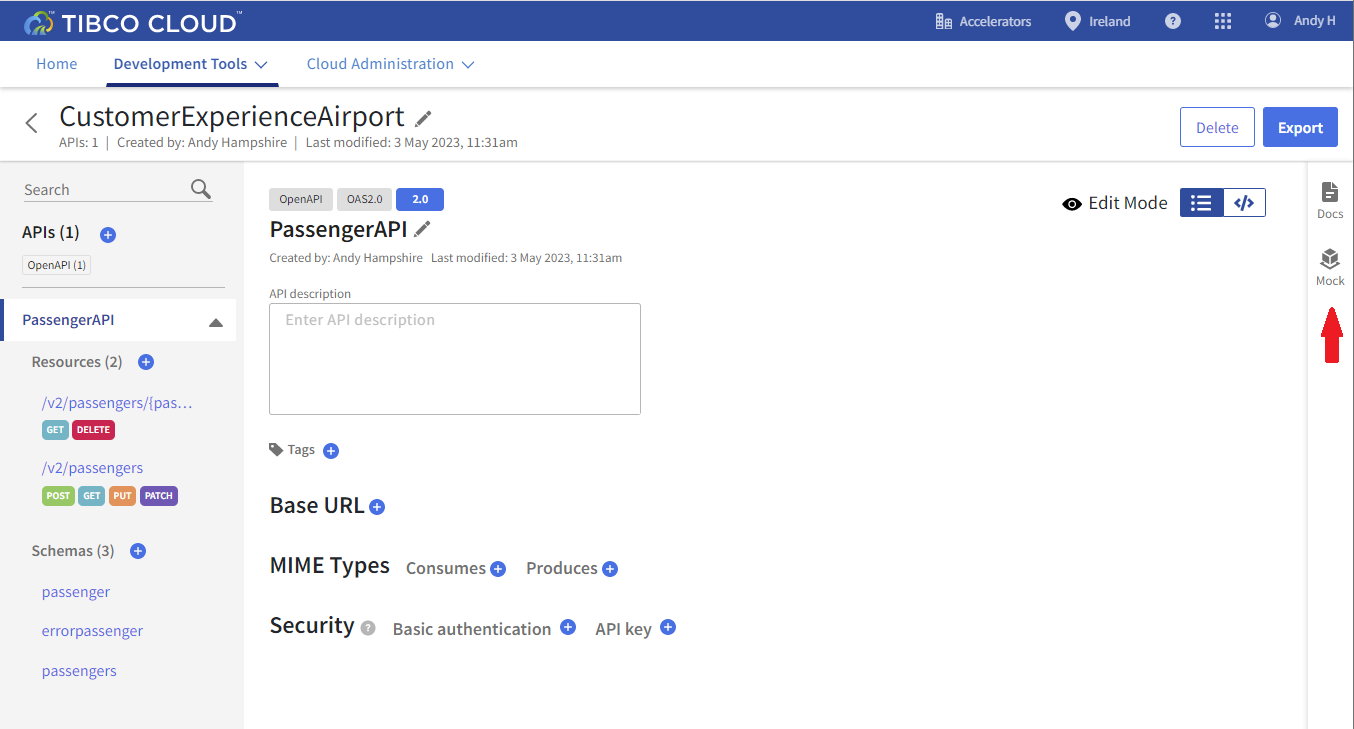 TIBCO CLOUD™
Accelerators
Ireland
?
Andy H
Home
Development Tools
Cloud Administration
CustomerExperienceAirport
APIs: 1 | Created by: Andy Hampshire | Last modified: 3 May 2023, 11:31am
Delete
Export
Search
APIs (1)
OpenAPI (1)
PassengerAPI
Resources (2)
/v2/passengers/{pas...
GET DELETE
/v2/passengers
POST GET PUT PATCH
Schemas (3)
passenger
errorpassenger
passengers
OpenAPI OAS2.0 2.0
PassengerAPI
Created by: Andy Hampshire Last modified: 3 May 2023, 11:31am
Edit Mode
</>
API description
Enter API description
Tags
Base URL
MIME Types Consumes Produces
Security ? Basic authentication API key
Docs
Mock